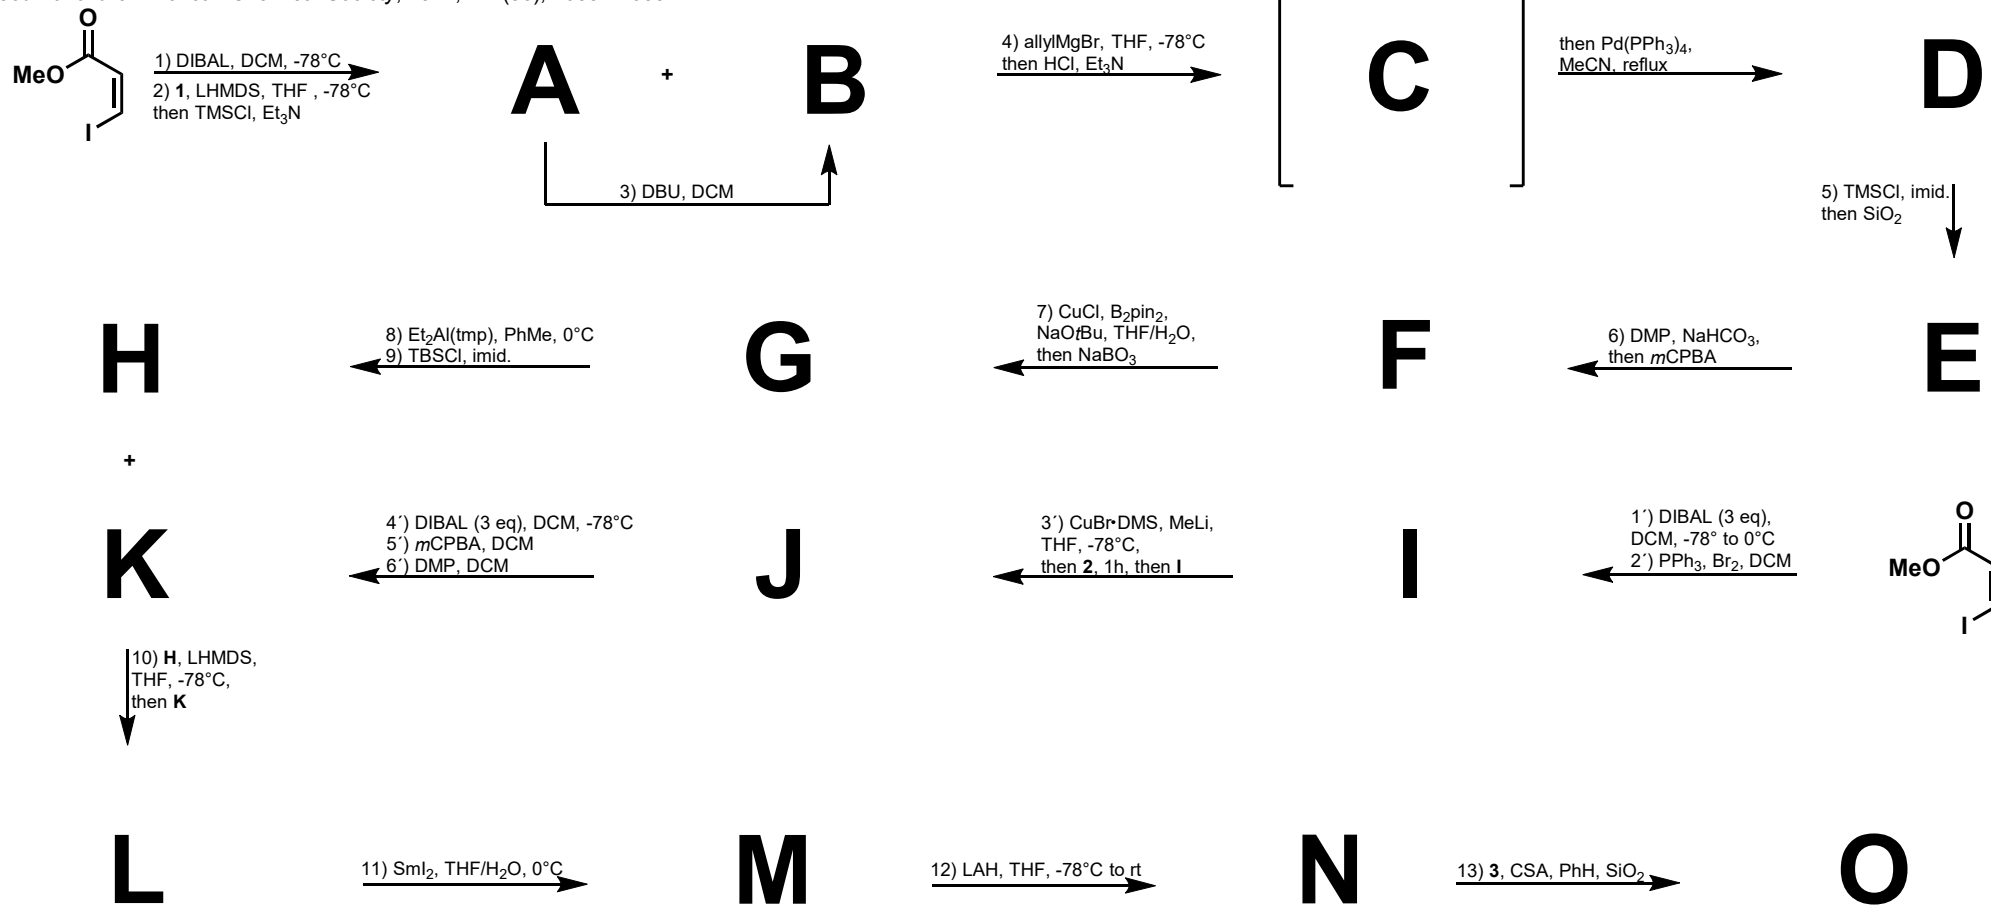 O
MeO
I
1) DIBAL, DCM, -78°C
2) 1, LHMDS, THF , -78°C
then TMSCl, Et3N
A + B
3) DBU, DCM
4) allylMgBr, THF, -78°C
then HCl, Et3N
C
then Pd(PPh3)4,
MeCN, reflux
D
5) TMSCl, imid.
then SiO2
H
8) Et2Al(tmp), PhMe, 0°C
9) TBSCl, imid.
G
7) CuCl, B2pin2,
NaOtBu, THF/H2O,
then NaBO3
F
6) DMP, NaHCO3,
then mCPBA
E
+
K
4´) DIBAL (3 eq), DCM, -78°C
5´) mCPBA, DCM
6´) DMP, DCM
J
3´) CuBr•DMS, MeLi,
THF, -78°C,
then 2, 1h, then I
I
1´) DIBAL (3 eq),
DCM, -78° to 0°C
2´) PPh3, Br2, DCM
O
MeO
I
10) H, LHMDS,
THF, -78°C,
then K
L
11) SmI2, THF/H2O, 0°C
M
12) LAH, THF, -78°C to rt
N
13) 3, CSA, PhH, SiO2
O